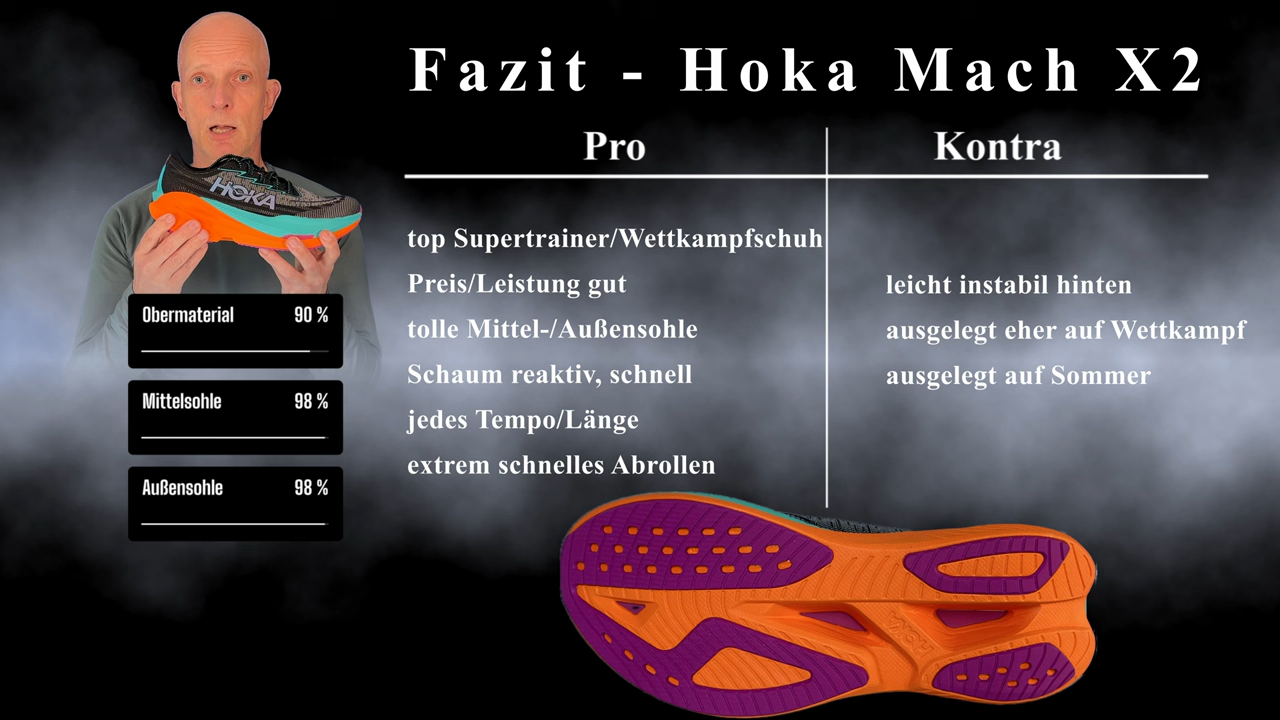 Fazit - Hoka Mach X2
Pro
Kontra
top Supertrainer/Wettkampfschuh
Preis/Leistung gut
tolle Mittel-/Außensohle
Schaum reaktiv, schnell
jedes Tempo/Länge
extrem schnelles Abrollen
leicht instabil hinten
ausgelegt eher auf Wettkampf
ausgelegt auf Sommer
HOKA
Obermaterial 90 %
Mittelsohle 98 %
Außensohle 98 %
HOKA